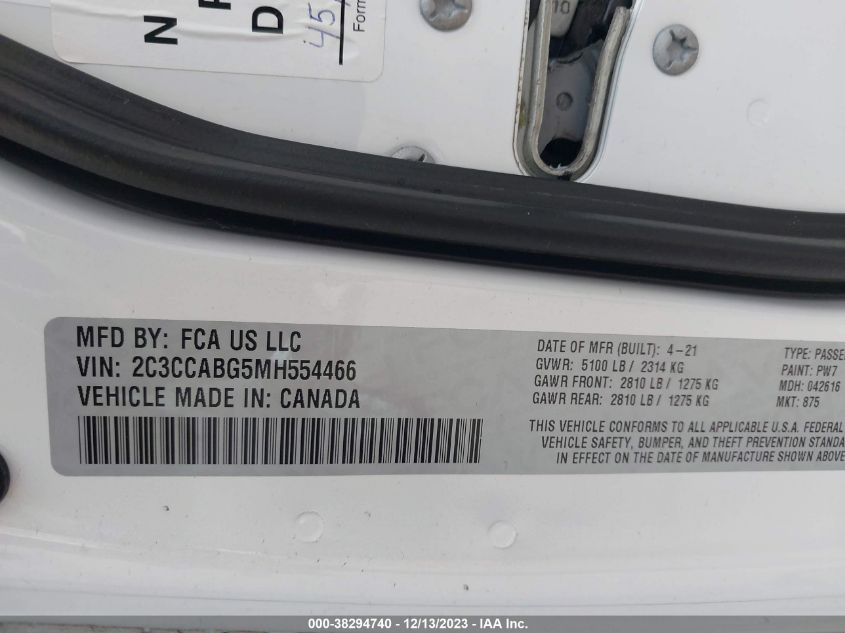 N
D
457
Form
10
MFD BY: FCA US LLC
VIN: 2C3CCABG5MH554466
VEHICLE MADE IN: CANADA
DATE OF MFR (BUILT): 4-21
GVWR: 5100 LB / 2314 KG
GAWR FRONT: 2810 LB / 1275 KG
GAWR REAR: 2810 LB / 1275 KG
TYPE: PASSE
PAINT: PW7
MDH: 042616
MKT: 875
THIS VEHICLE CONFORMS TO ALL APPLICABLE U.S.A. FEDERAL
VEHICLE SAFETY, BUMPER, AND THEFT PREVENTION STANDA
IN EFFECT ON THE DATE OF MANUFACTURE SHOWN ABOVE
000-38294740 - 12/13/2023 - IAA Inc.